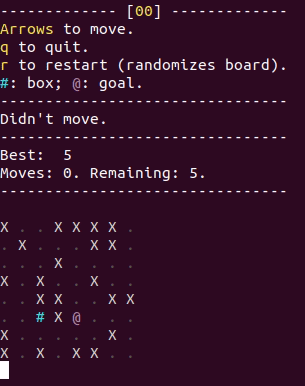 ------------- [00] -------------
Arrows to move.
q to quit.
r to restart (randomizes board).
#: box; @: goal.
--------------------------------
Didn't move.
--------------------------------
Best:  5
Moves: 0. Remaining: 5.
--------------------------------
X . . X X X X .
. X . . . X X .
. . . X . . . .
X . X . . X . .
. . X X . . X X
. . # X @ . . .
X . . . . . X .
X . X . X X . .